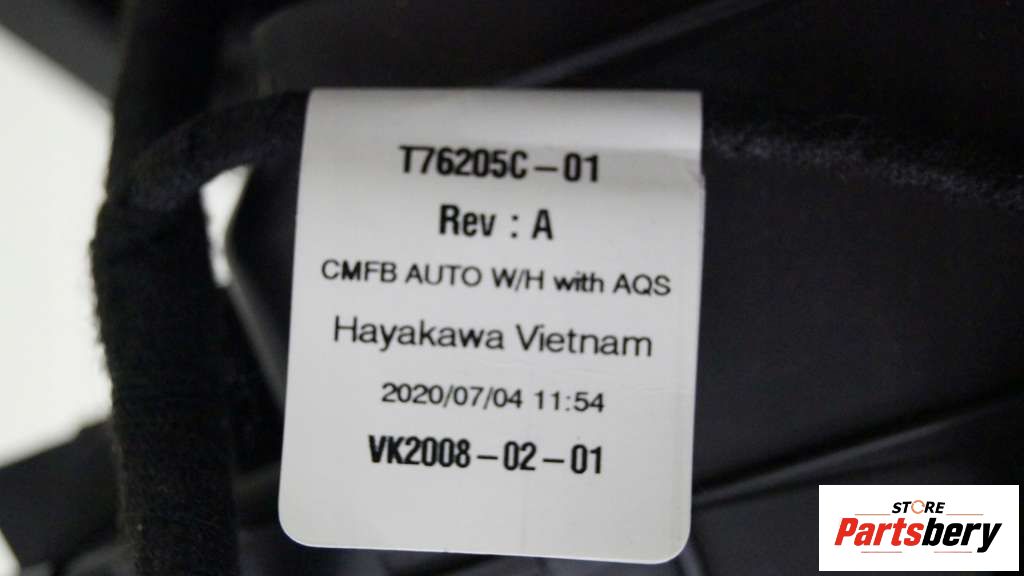 T76205C-01
Rev : A
CMFB AUTO W/H with AQS
Hayakawa Vietnam
2020/07/04 11:54
VK2008-02-01
STORE
Partsbery